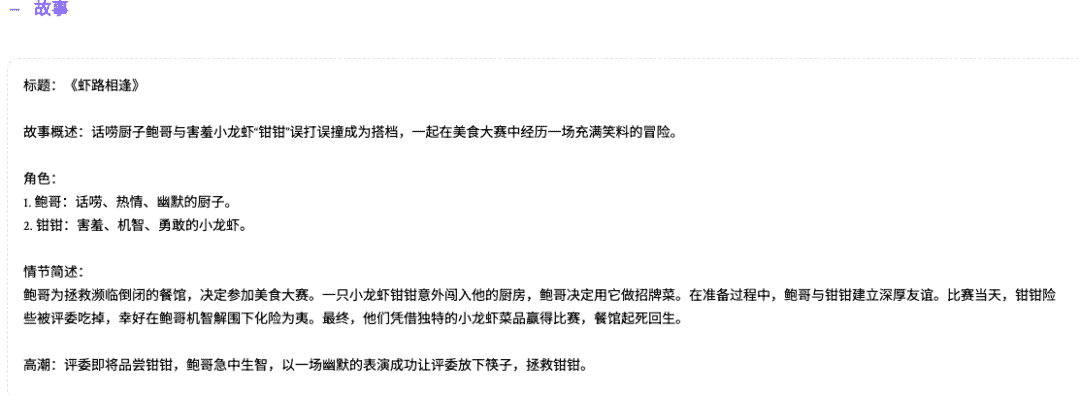 — 故事
标题：《虾路相逢》
故事概述：话唠厨子鲍哥与害羞小龙虾“钳钳”误打误撞成为搭档，一起在美食大赛中经历一场充满笑料的冒险。
角色：
1. 鲍哥：话唠、热情、幽默的厨子。
2. 钳钳：害羞、机智、勇敢的小龙虾。
情节简述：
鲍哥为拯救濒临倒闭的餐馆，决定参加美食大赛。一只小龙虾钳钳意外闯入他的厨房，鲍哥决定用它做招牌菜。在准备过程中，鲍哥与钳钳建立深厚友谊。比赛当天，钳钳险
些被评委吃掉，幸好在鲍哥机智解围下化险为夷。最终，他们凭借独特的小龙虾菜品赢得比赛，餐馆起死回生。
高潮：评委即将品尝钳钳，鲍哥急中生智，以一场幽默的表演成功让评委放下筷子，拯救钳钳。